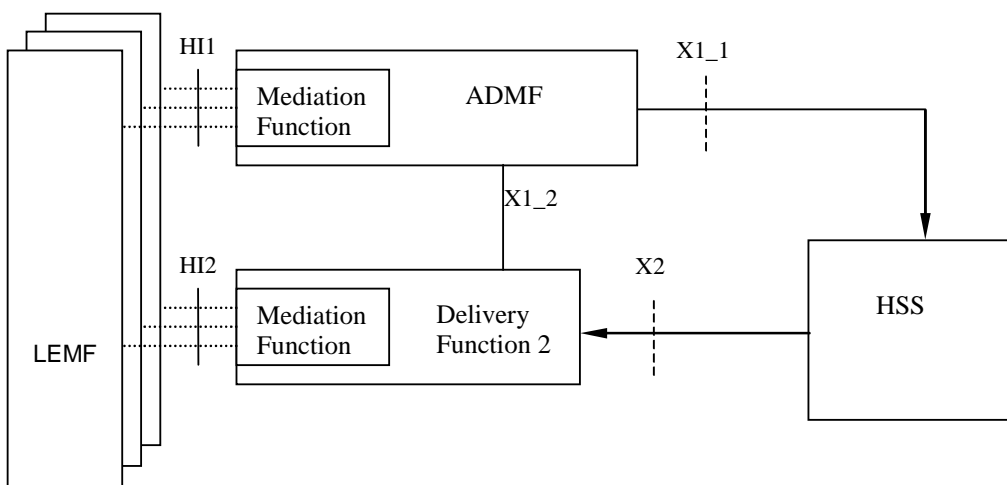 HI1
X1_1
Mediation
Function
ADMF
X1_2
HI2
X2
Mediation
Function
Delivery
Function 2
HSS
LEMF